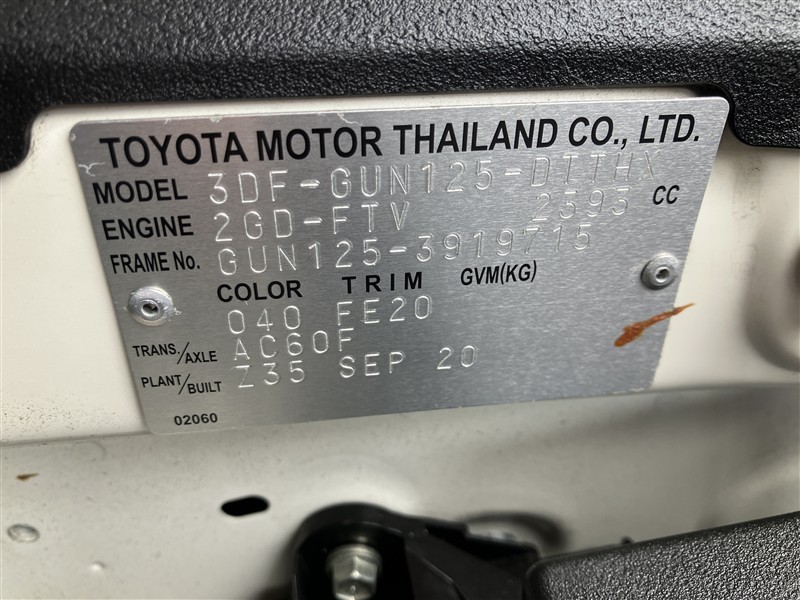 TOYOTA MOTOR THAILAND CO., LTD.
MODEL 3DF-GUN125-DTTHX
ENGINE 2GD-FTV 2393 CC
FRAME No. GUN125-3919715
COLOR TRIM GVM(KG)
040 FE20
TRANS./AXLE AC60F
PLANT/BUILT Z35 SEP 20
02060